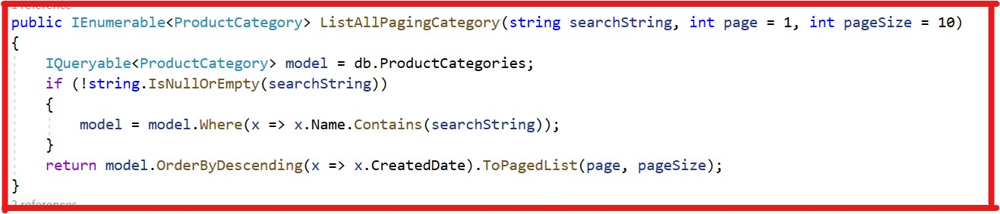 1 reference
public IEnumerable<ProductCategory> ListAllPagingCategory(string searchString, int page = 1, int pageSize = 10)
{
    IQueryable<ProductCategory> model = db.ProductCategories;
    if (!string.IsNullOrEmpty(searchString))
    {
        model = model.Where(x => x.Name.Contains(searchString));
    }
    return model.OrderByDescending(x => x.CreatedDate).ToPagedList(page, pageSize);
}
2 references